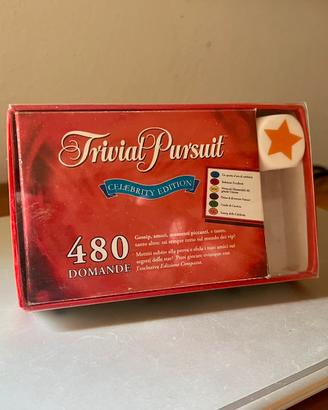 Trivial Pursuit
CELEBRITY EDITION
480
DOMANDE
Gossip, amori, momenti piccanti, e tanto,
tanto altro: sai sempre tutto sul mondo dei vip?
Mettiti subito alla prova e sfida i tuoi amici sui
segreti delle star! Puoi giocare ovunque con
l'esclusiva Edizione Compatta.